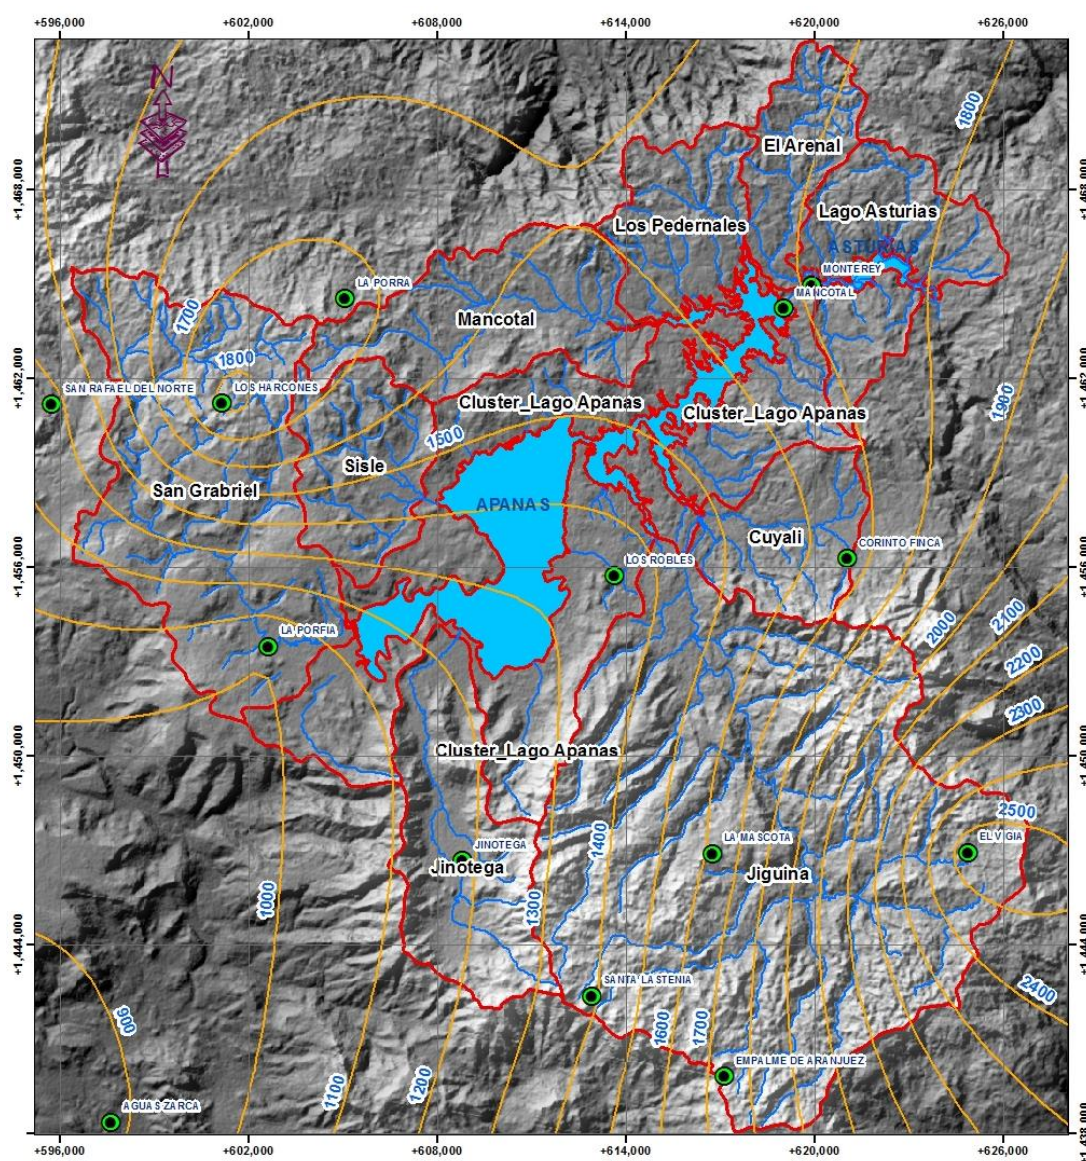 +596,000
+602,000
+608,000
+614,000
+620,000
+626,000
N
1800
El Arenal
+1,468,000
+1,468,000
Lago Asturias
Los Pedernales
ASTURIAS
MONTEREY
LA PORRA
MANCOTAL
1700
Mancotal
1800
+1,462,000
+1,462,000
SAN RAFAEL DEL NORTE
LOS HARCONES
1900
Cluster_Lago Apanas
Cluster_Lago Apanas
1500
Sisle
San Grabriel
APANAS
Cuyali
CORINTO FINCA
LOS ROBLES
+1,456,000
+1,456,000
2100
2000
LA PORFIA
2200
2300
Cluster_Lago Apanas
+1,450,000
+1,450,000
2500
1400
JINOTEGA
LA MASCOTA
EL VIGIA
Jinotega
Jiguina
1000
1300
+1,444,000
+1,444,000
SANTA LASTENIA
2400
900
1600
1700
EMPALME DE ARANJUEZ
1100
1200
AGUAS ZARCA
+1,438,000
+596,000
+602,000
+608,000
+614,000
+620,000
+626,000